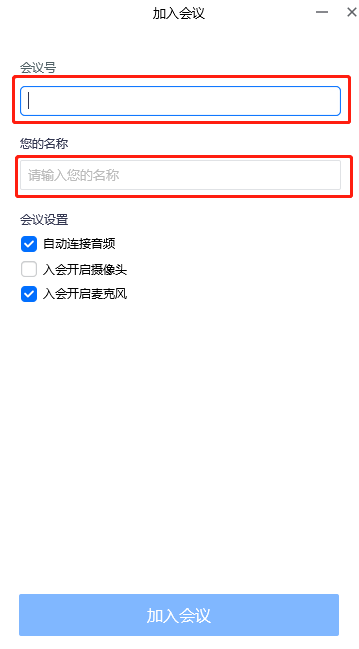 加入会议
会议号
您的名称
请输入您的名称
会议设置
自动连接音频
入会开启摄像头
入会开启麦克风
加入会议